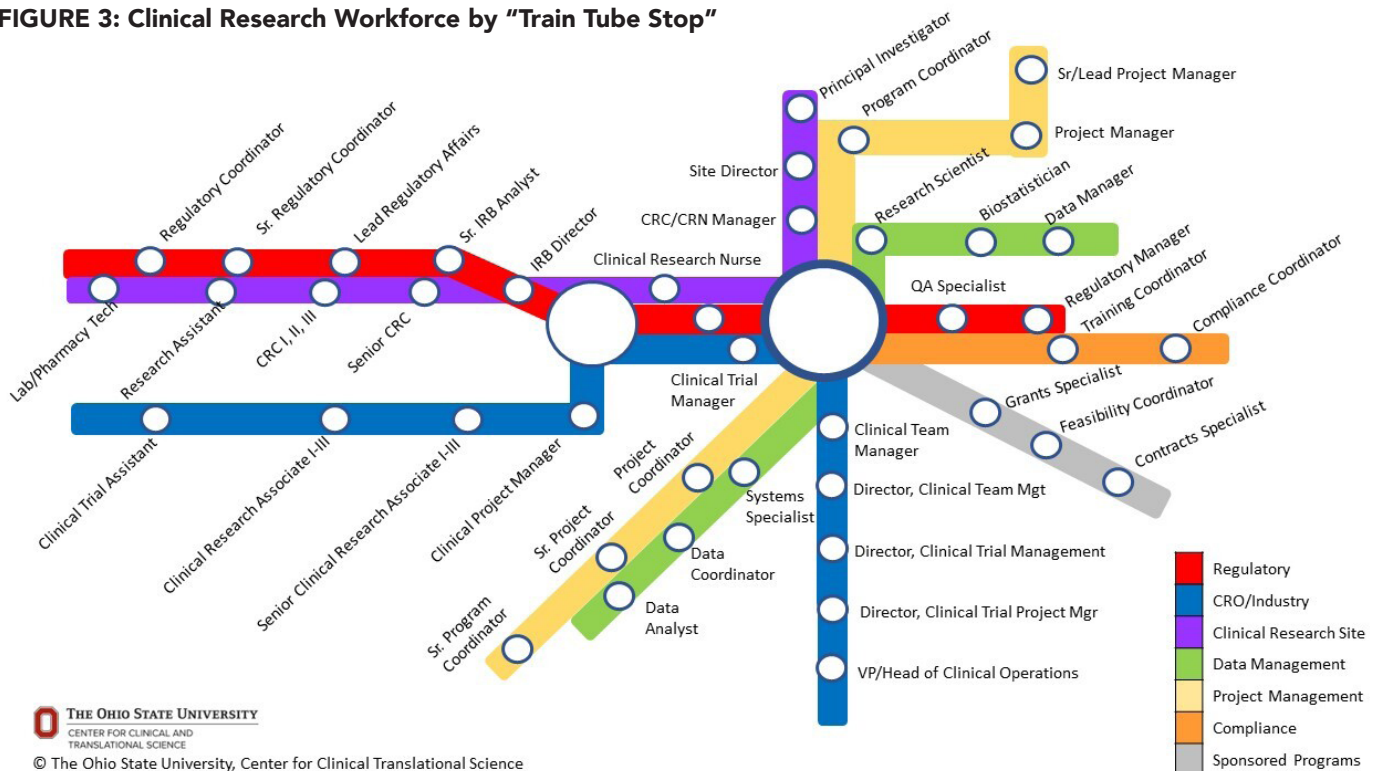 FIGURE 3: Clinical Research Workforce by “Train Tube Stop”
Principal Investigator
Program Coordinator
Sr/Lead Project Manager
Project Manager
Site Director
CRC/CRN Manager
Research Scientist
Biostatistician
Data Manager
Regulatory Coordinator
Sr. Regulatory Coordinator
Lead Regulatory Affairs
Sr. IRB Analyst
IRB Director
Clinical Research Nurse
QA Specialist
Regulatory Manager
Training Coordinator
Compliance Coordinator
Lab/Pharmacy Tech
Research Assistant
CRC I, II, III
Senior CRC
Clinical Trial
Manager
Grants Specialist
Feasibility Coordinator
Contracts Specialist
Clinical Trial Assistant
Clinical Research Associate I-III
Senior Clinical Research Associate I-III
Clinical Project Manager
Project
Coordinator
Sr. Project
Coordinator
Sr. Program
Coordinator
Systems
Specialist
Data
Coordinator
Data
Analyst
Clinical Team
Manager
Director, Clinical Team Mgt
Director, Clinical Trial Management
Director, Clinical Trial Project Mgr
VP/Head of Clinical Operations
Regulatory
CRO/Industry
Clinical Research Site
Data Management
Project Management
Compliance
Sponsored Programs
THE OHIO STATE UNIVERSITY
CENTER FOR CLINICAL AND
TRANSLATIONAL SCIENCE
© The Ohio State University, Center for Clinical Translational Science